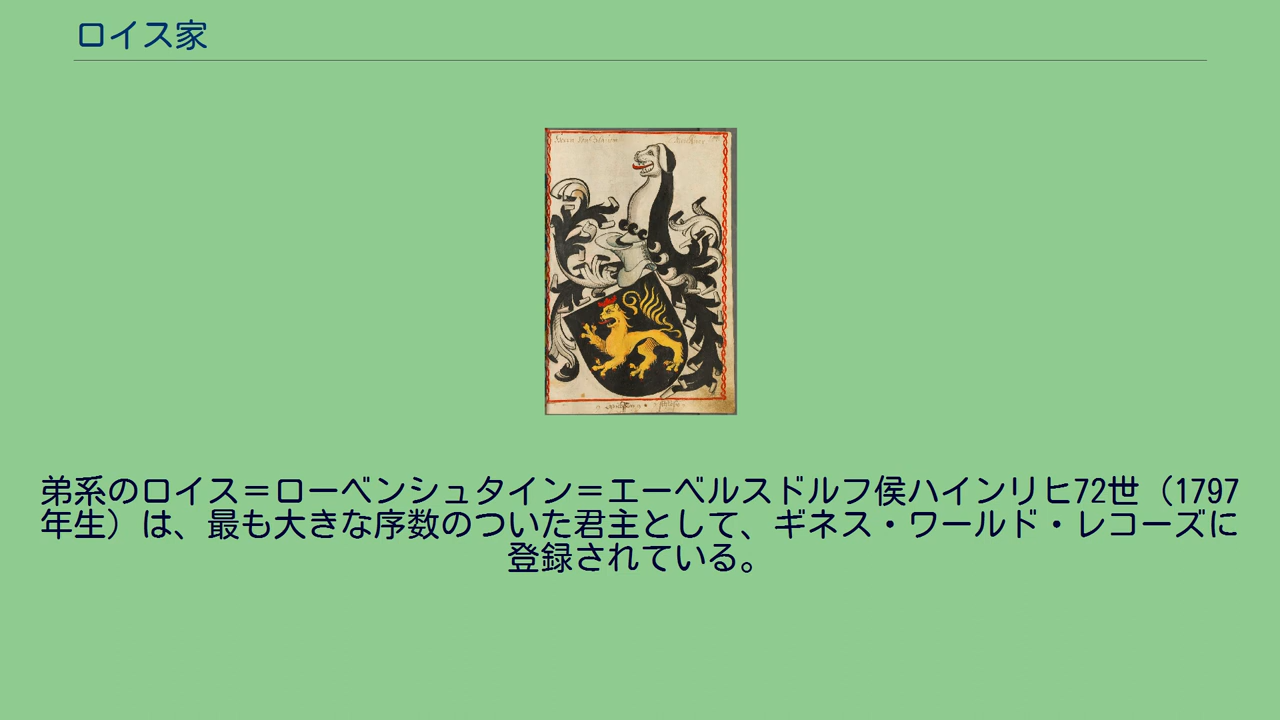 ロイス家
弟系のロイス＝ローベンシュタイン＝エーベルスドルフ侯ハインリヒ72世（1797
年生）は、最も大きな序数のついた君主として、ギネス・ワールド・レコーズに
登録されている。